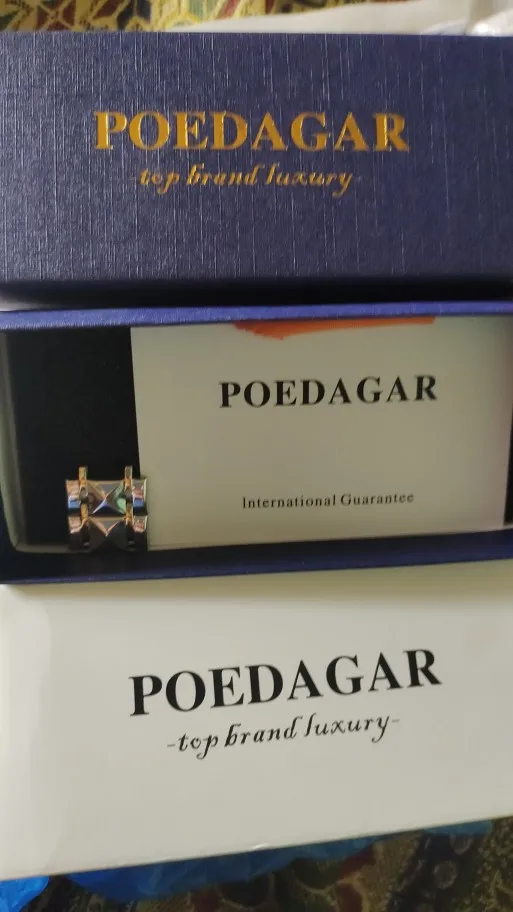 POEDAGAR
top brand luxury
POEDAGAR
International Guarantee
POEDAGAR
-top brand luxury-